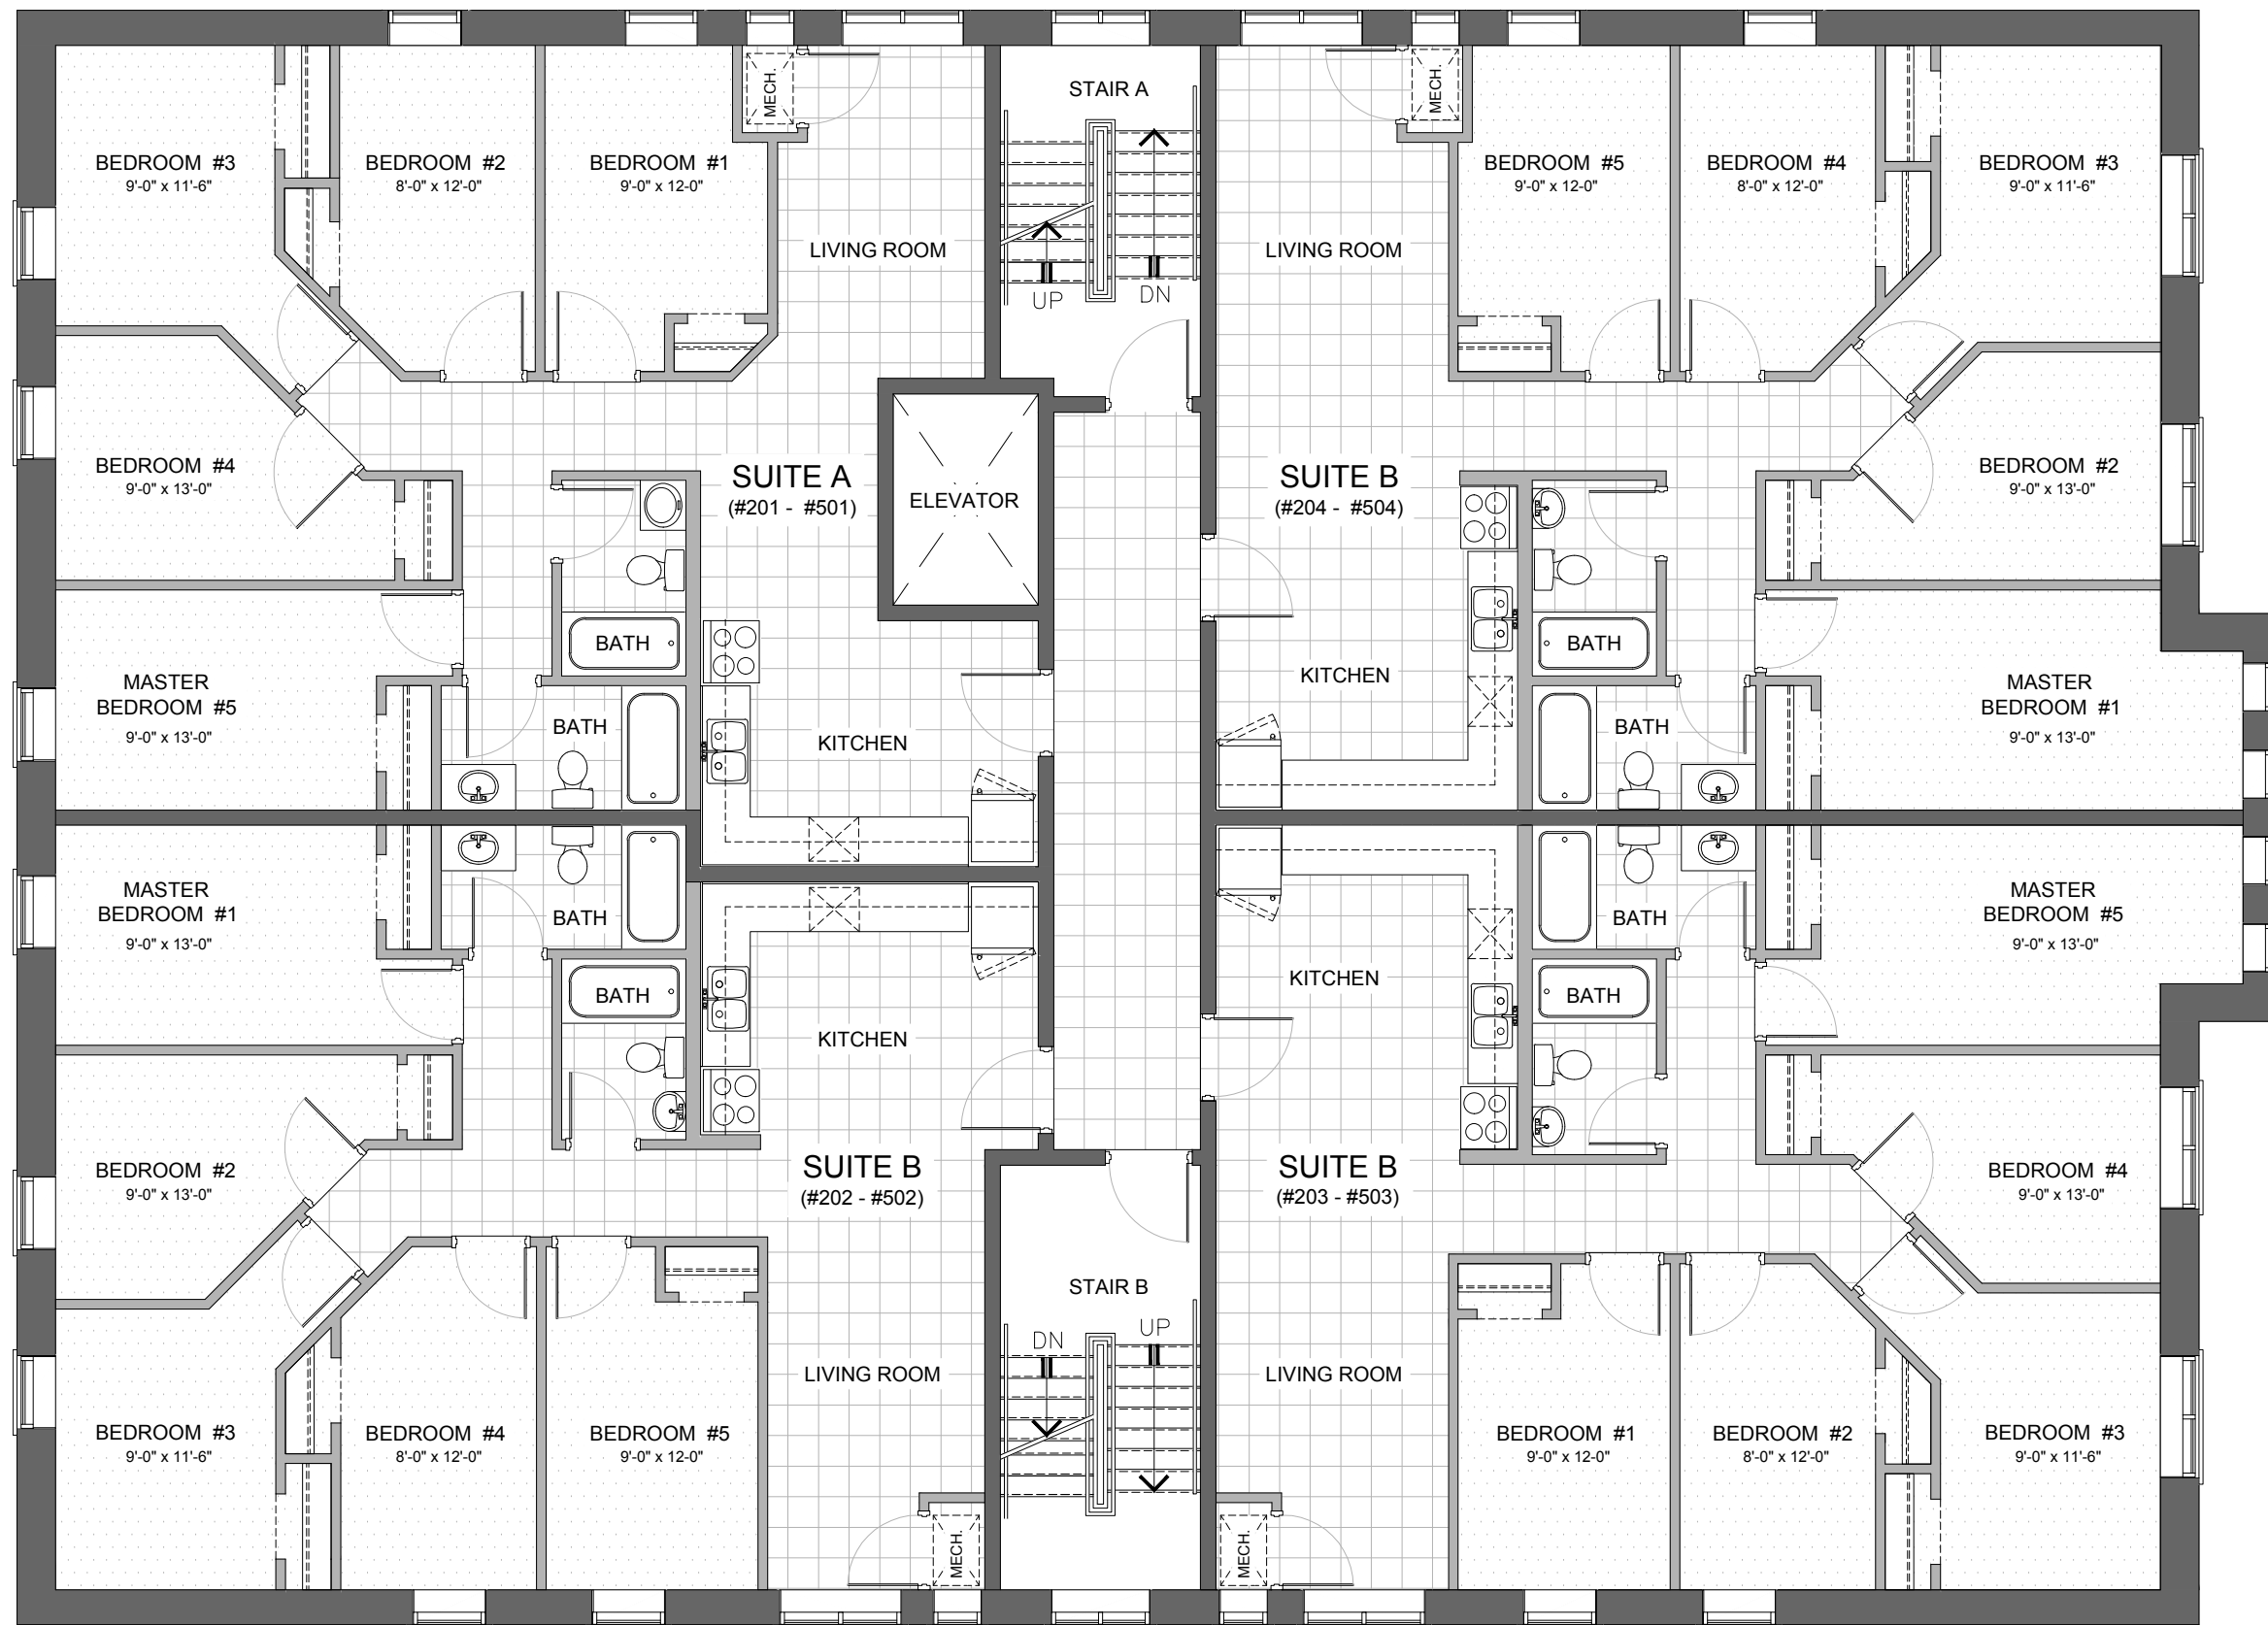 MECH.
STAIR A
MECH.
BEDROOM #3
9'-0" x 11'-6"
BEDROOM #2
8'-0" x 12'-0"
BEDROOM #1
9'-0" x 12-0"
BEDROOM #5
9'-0" x 12-0"
BEDROOM #4
8'-0" x 12'-0"
BEDROOM #3
9'-0" x 11'-6"
LIVING ROOM
LIVING ROOM
UP
DN
BEDROOM #4
9'-0" x 13'-0"
SUITE A
(#201 - #501)
ELEVATOR
SUITE B
(#204 - #504)
BEDROOM #2
9'-0" x 13'-0"
BATH
BATH
MASTER
BEDROOM #5
9'-0" x 13'-0"
BATH
KITCHEN
KITCHEN
BATH
MASTER
BEDROOM #1
9'-0" x 13'-0"
MASTER
BEDROOM #1
9'-0" x 13'-0"
BATH
BATH
MASTER
BEDROOM #5
9'-0" x 13'-0"
BATH
KITCHEN
KITCHEN
BATH
BEDROOM #2
9'-0" x 13'-0"
SUITE B
(#202 - #502)
SUITE B
(#203 - #503)
BEDROOM #4
9'-0" x 13'-0"
STAIR B
DN
UP
LIVING ROOM
LIVING ROOM
BEDROOM #3
9'-0" x 11'-6"
BEDROOM #4
8'-0" x 12'-0"
BEDROOM #5
9'-0" x 12-0"
BEDROOM #1
9'-0" x 12-0"
BEDROOM #2
8'-0" x 12'-0"
BEDROOM #3
9'-0" x 11'-6"
MECH.
MECH.